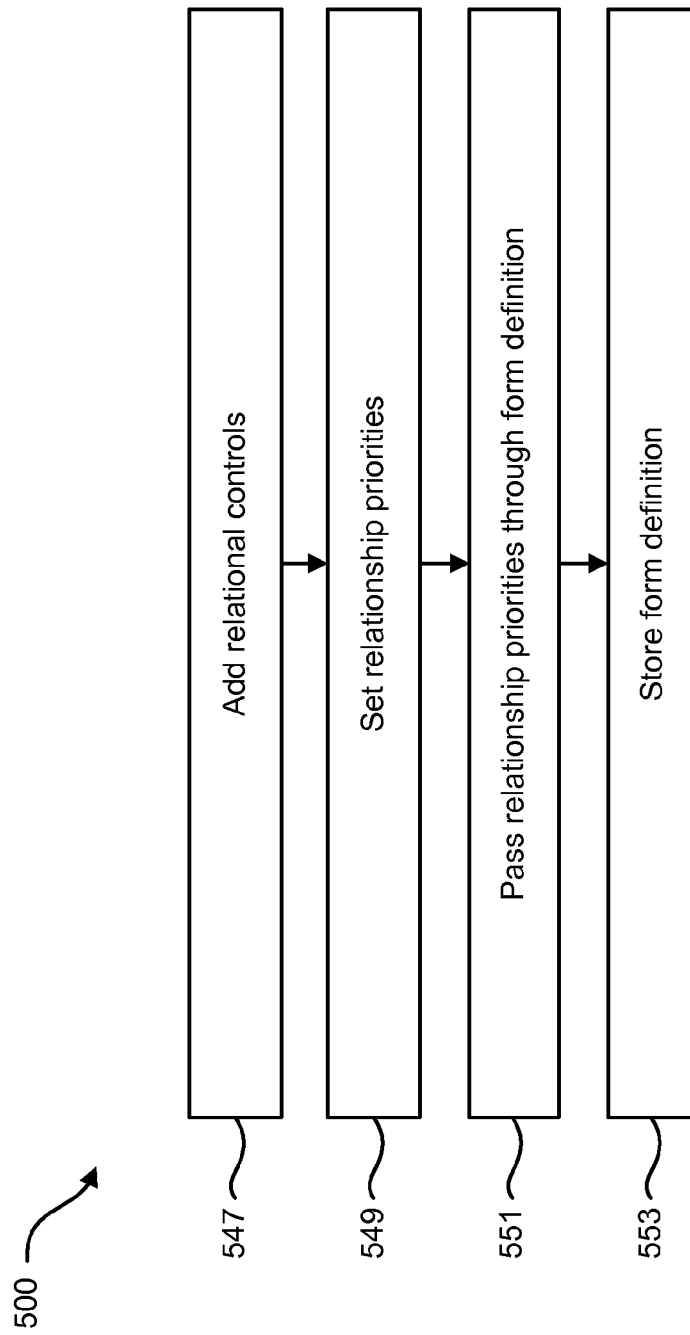 500
547
Add relational controls
549
Set relationship priorities
551
Pass relationship priorities through form definition
553
Store form definition